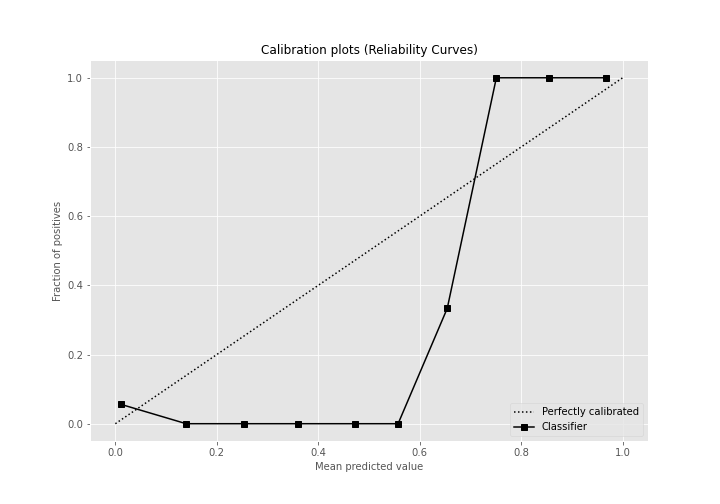 Calibration plots (Reliability Curves)
1.0
0.8
0.6
0.4
0.2
0.0
Fraction of positives
0.0 0.2 0.4 0.6 0.8 1.0
Mean predicted value
Perfectly calibrated
Classifier